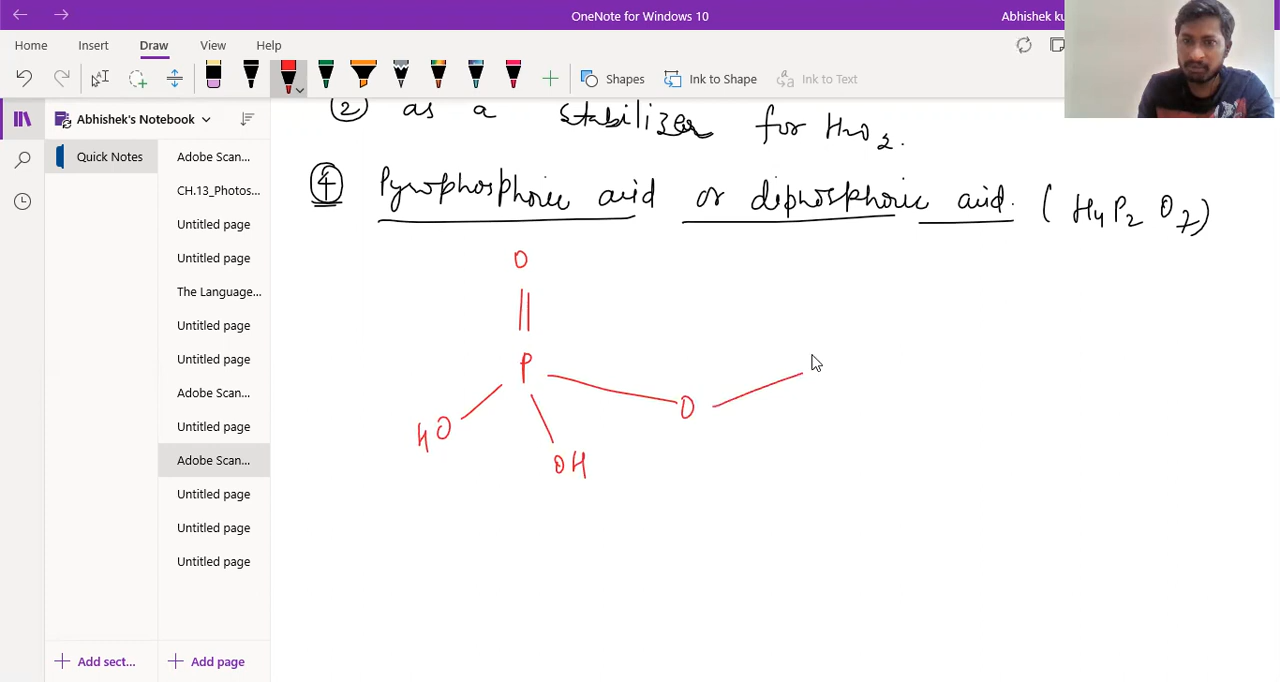 OneNote for Windows 10
Abhishek ku
Home Insert Draw View Help
Shapes Ink to Shape Ink to Text
Abhishek's Notebook
Quick Notes
Adobe Scan...
CH.13_Photos...
Untitled page
Untitled page
The Language...
Untitled page
Untitled page
Adobe Scan...
Untitled page
Adobe Scan...
Untitled page
Untitled page
Untitled page
Add sect...
Add page
② as a stabilizer for H2O2.
④ Pyrophosphoric acid or diphosphoric acid. (H4P2O7)
O
P
O
HO
OH